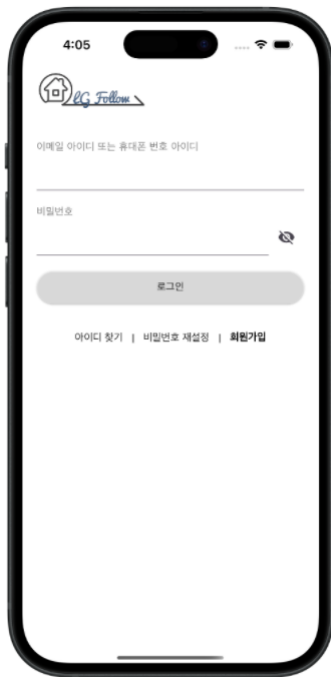 4:05
LG Follow
이메일 아이디 또는 휴대폰 번호 아이디
비밀번호
로그인
아이디 찾기 | 비밀번호 재설정 | 회원가입